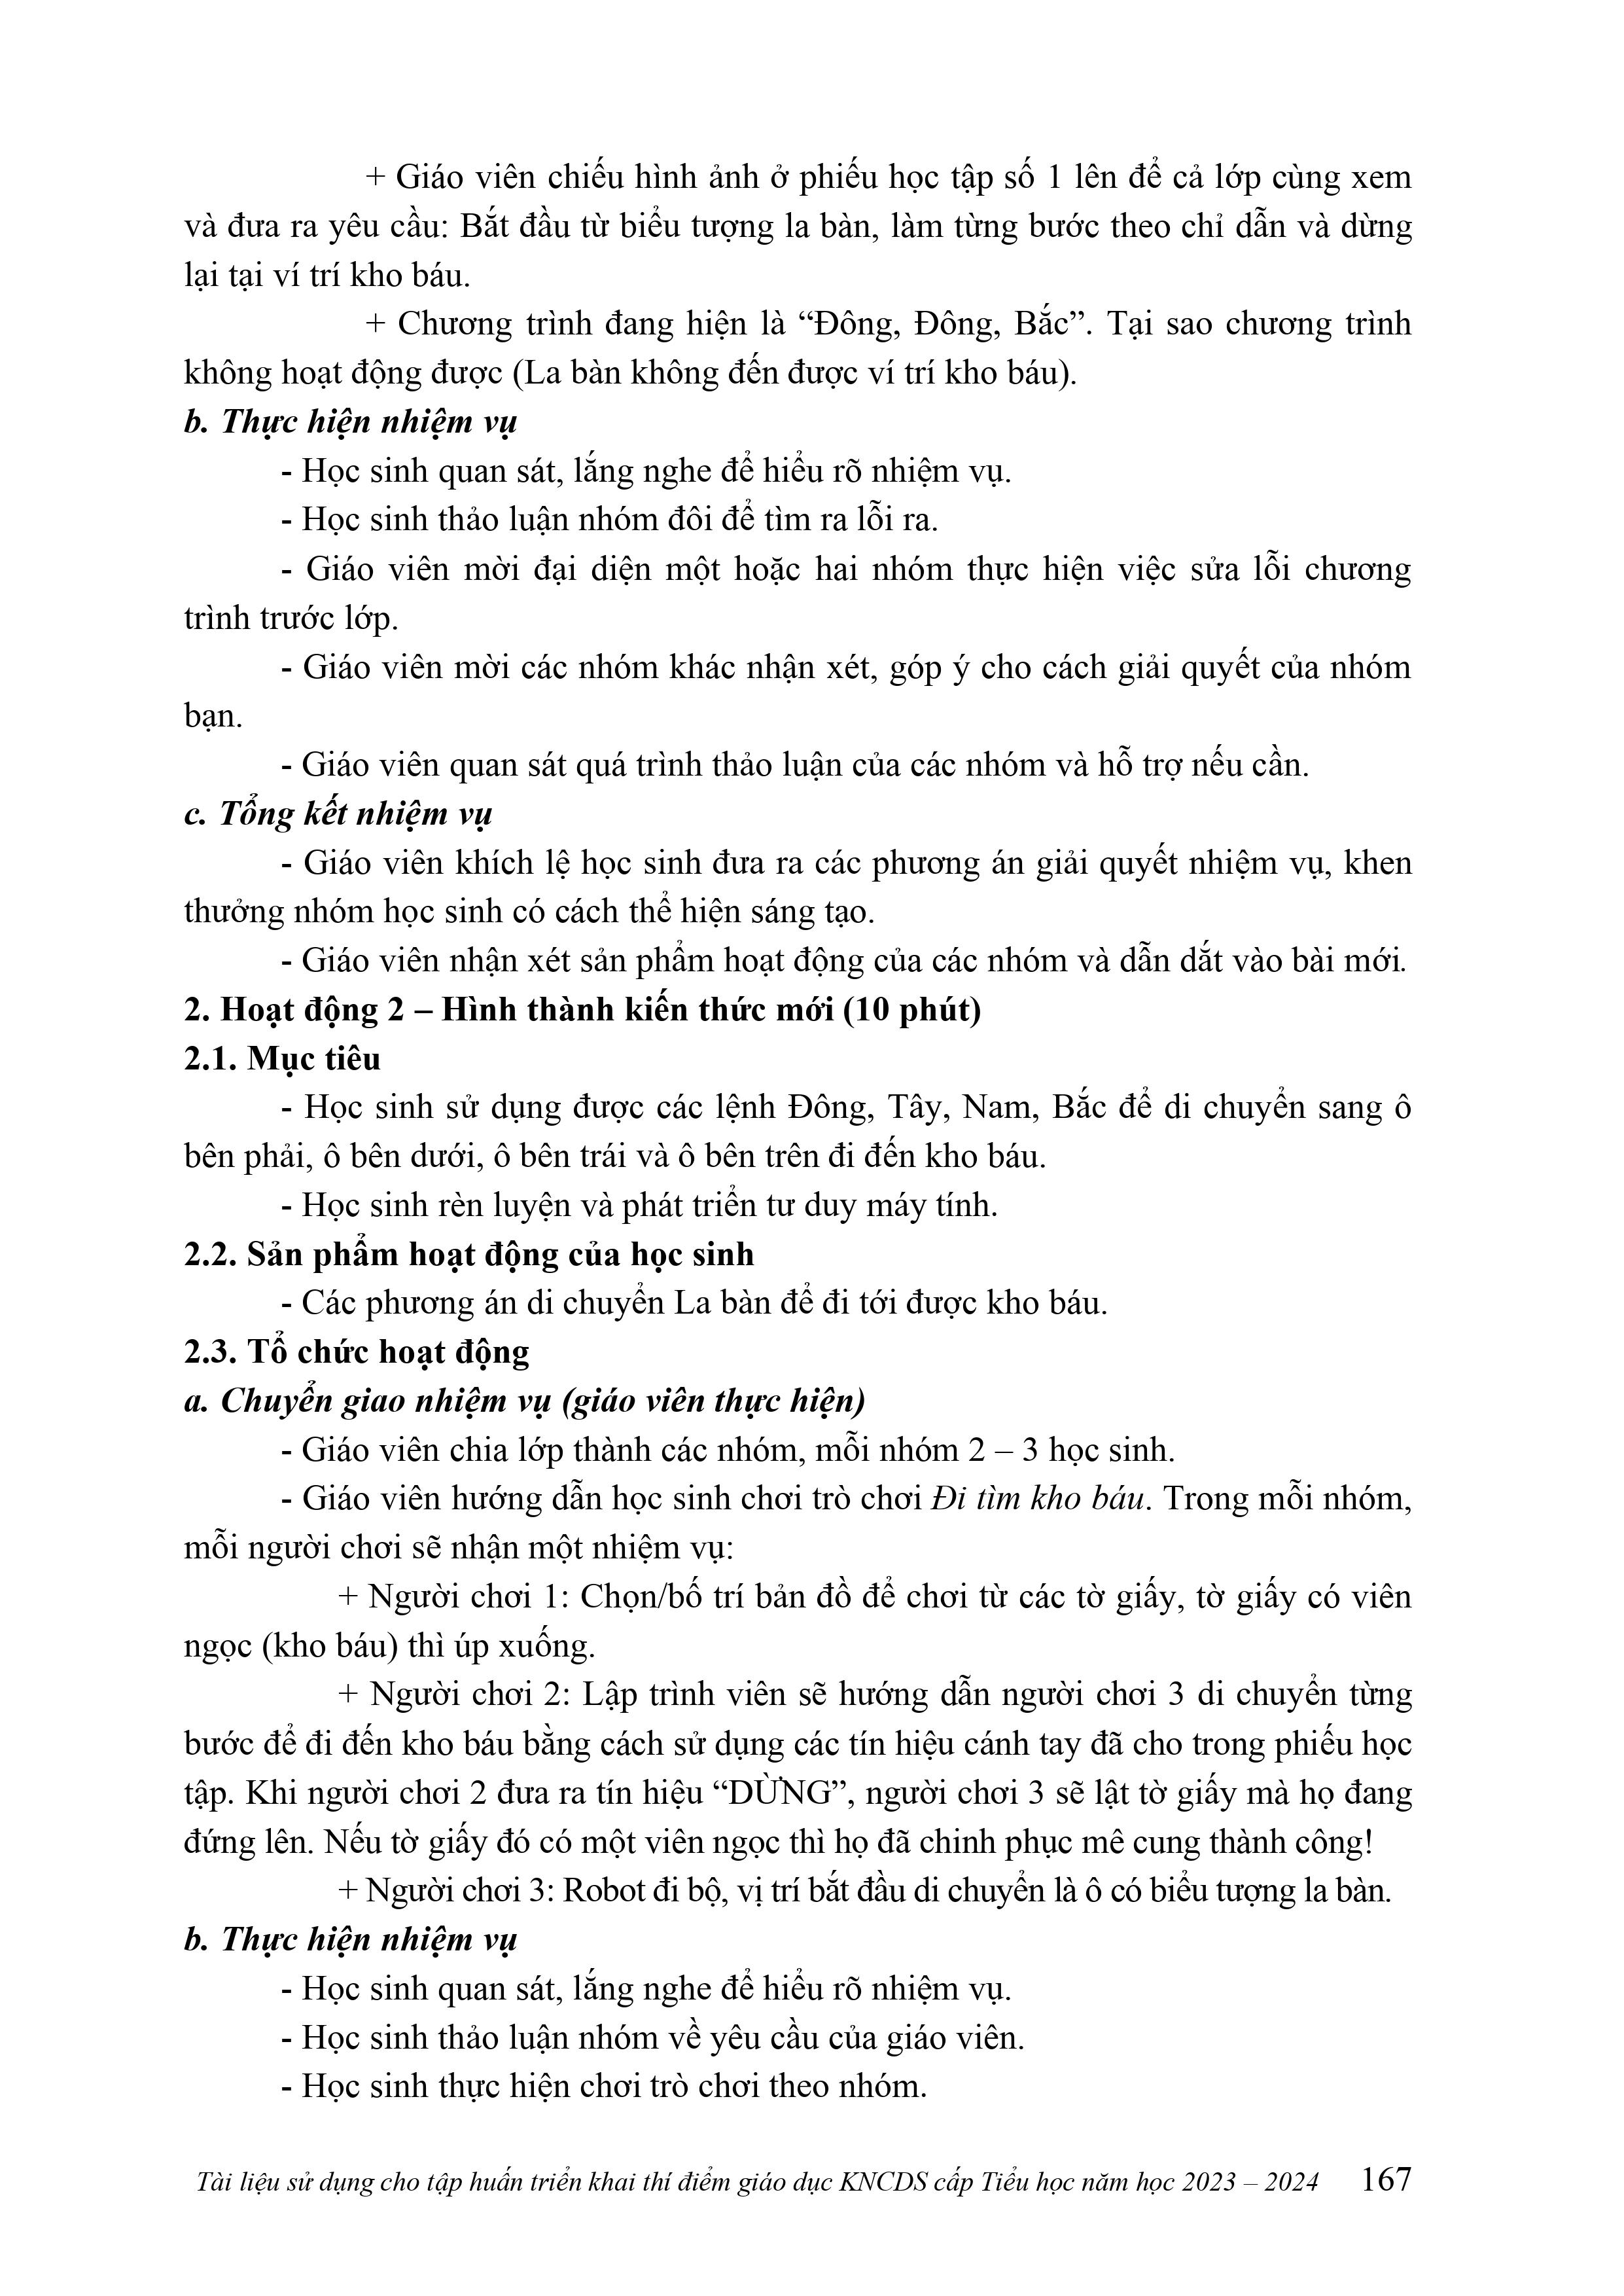 + Giáo viên chiếu hình ảnh ở phiếu học tập số 1 lên để cả lớp cùng xem
và đưa ra yêu cầu: Bắt đầu từ biểu tượng la bàn, làm từng bước theo chỉ dẫn và dừng
lại tại ví trí kho báu.
+ Chương trình đang hiện là “Đông, Đông, Bắc”. Tại sao chương trình
không hoạt động được (La bàn không đến được ví trí kho báu).
b. Thực hiện nhiệm vụ
- Học sinh quan sát, lắng nghe để hiểu rõ nhiệm vụ.
- Học sinh thảo luận nhóm đôi để tìm ra lỗi ra.
- Giáo viên mời đại diện một hoặc hai nhóm thực hiện việc sửa lỗi chương
trình trước lớp.
- Giáo viên mời các nhóm khác nhận xét, góp ý cho cách giải quyết của nhóm
bạn.
- Giáo viên quan sát quá trình thảo luận của các nhóm và hỗ trợ nếu cần.
c. Tổng kết nhiệm vụ
- Giáo viên khích lệ học sinh đưa ra các phương án giải quyết nhiệm vụ, khen
thưởng nhóm học sinh có cách thể hiện sáng tạo.
- Giáo viên nhận xét sản phẩm hoạt động của các nhóm và dẫn dắt vào bài mới.
2. Hoạt động 2 – Hình thành kiến thức mới (10 phút)
2.1. Mục tiêu
- Học sinh sử dụng được các lệnh Đông, Tây, Nam, Bắc để di chuyển sang ô
bên phải, ô bên dưới, ô bên trái và ô bên trên đi đến kho báu.
- Học sinh rèn luyện và phát triển tư duy máy tính.
2.2. Sản phẩm hoạt động của học sinh
- Các phương án di chuyển La bàn để đi tới được kho báu.
2.3. Tổ chức hoạt động
a. Chuyển giao nhiệm vụ (giáo viên thực hiện)
- Giáo viên chia lớp thành các nhóm, mỗi nhóm 2 – 3 học sinh.
- Giáo viên hướng dẫn học sinh chơi trò chơi Đi tìm kho báu. Trong mỗi nhóm,
mỗi người chơi sẽ nhận một nhiệm vụ:
+ Người chơi 1: Chọn/bố trí bản đồ để chơi từ các tờ giấy, tờ giấy có viên
ngọc (kho báu) thì úp xuống.
+ Người chơi 2: Lập trình viên sẽ hướng dẫn người chơi 3 di chuyển từng
bước để đi đến kho báu bằng cách sử dụng các tín hiệu cánh tay đã cho trong phiếu học
tập. Khi người chơi 2 đưa ra tín hiệu “DỪNG”, người chơi 3 sẽ lật tờ giấy mà họ đang
đứng lên. Nếu tờ giấy đó có một viên ngọc thì họ đã chinh phục mê cung thành công!
+ Người chơi 3: Robot đi bộ, vị trí bắt đầu di chuyển là ô có biểu tượng la bàn.
b. Thực hiện nhiệm vụ
- Học sinh quan sát, lắng nghe để hiểu rõ nhiệm vụ.
- Học sinh thảo luận nhóm về yêu cầu của giáo viên.
- Học sinh thực hiện chơi trò chơi theo nhóm.
Tài liệu sử dụng cho tập huấn triển khai thí điểm giáo dục KNCDS cấp Tiểu học năm học 2023 – 2024 167